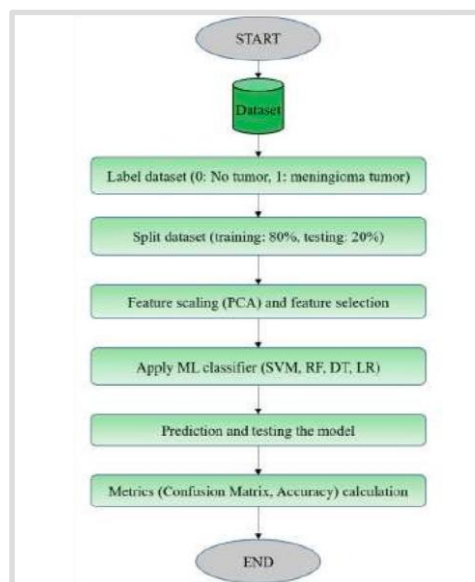 START
Dataset
Label dataset (0: No tumor, 1: meningioma tumor)
Split dataset (training: 80%, testing: 20%)
Feature scaling (PCA) and feature selection
Apply ML classifier (SVM, RF, DT, LR)
Prediction and testing the model
Metrics (Confusion Matrix, Accuracy) calculation
END